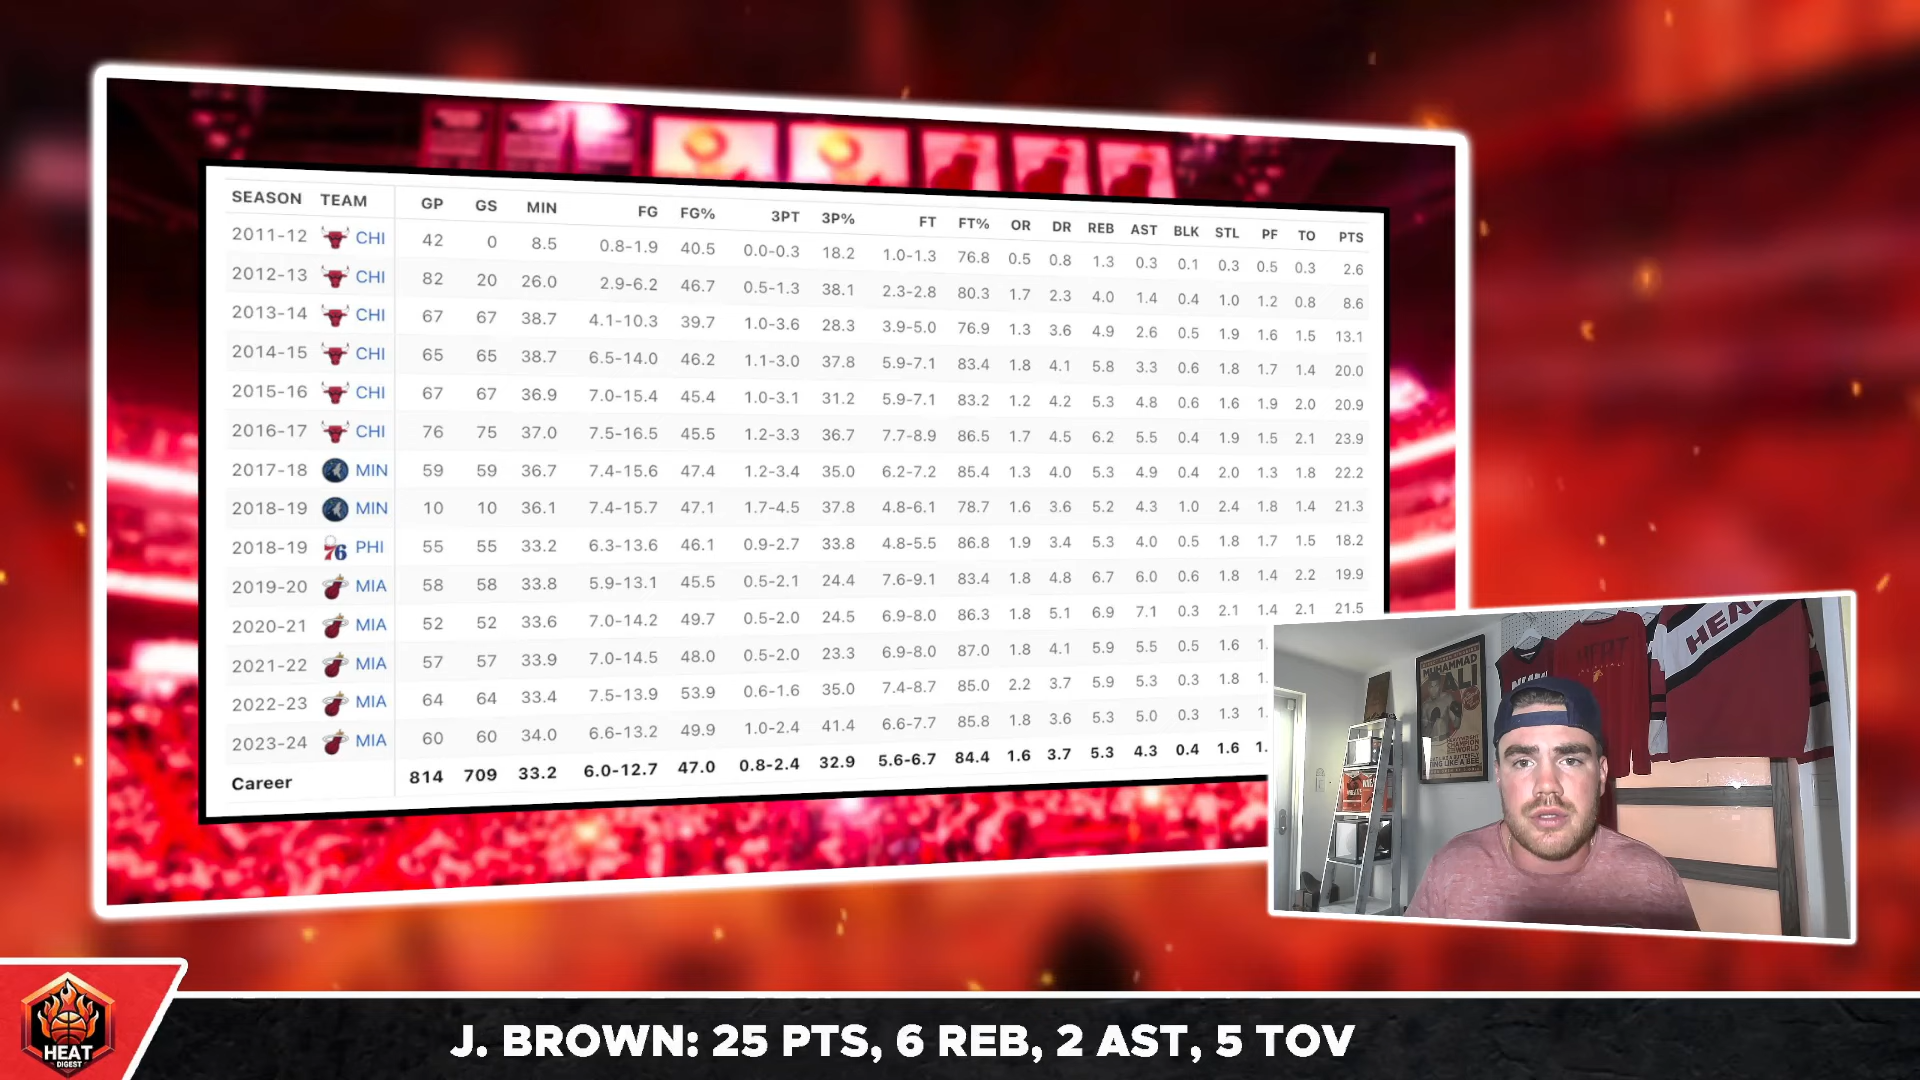 SEASON TEAM GP GS MIN FG FG% 3PT 3P% FT FT% OR DR REB AST BLK STL PF TO PTS
2011-12 CHI 42 0 8.5 0.8-1.9 40.5 0.0-0.3 18.2 1.0-1.3 76.8 0.5 0.8 1.3 0.3 0.1 0.3 0.5 0.3 2.6
2012-13 CHI 82 20 26.0 2.9-6.2 46.7 0.5-1.3 38.1 2.3-2.8 80.3 1.7 2.3 4.0 1.4 0.4 1.0 1.2 0.8 8.6
2013-14 CHI 67 67 38.7 4.1-10.3 39.7 1.0-3.6 28.3 3.9-5.0 76.9 1.3 3.6 4.9 2.6 0.5 1.9 1.6 1.5 13.1
2014-15 CHI 65 65 38.7 6.5-14.0 46.2 1.1-3.0 37.8 5.9-7.1 83.4 1.8 4.1 5.8 3.3 0.6 1.8 1.7 1.4 20.0
2015-16 CHI 67 67 36.9 7.0-15.4 45.4 1.0-3.1 31.2 5.9-7.1 83.2 1.2 4.2 5.3 4.8 0.6 1.6 1.9 2.0 20.9
2016-17 CHI 76 75 37.0 7.5-16.5 45.5 1.2-3.3 36.7 7.7-8.9 86.5 1.7 4.5 6.2 5.5 0.4 1.9 1.5 2.1 23.9
2017-18 MIN 59 59 36.7 7.4-15.6 47.4 1.2-3.4 35.0 6.2-7.2 85.4 1.3 4.0 5.3 4.9 0.4 2.0 1.3 1.8 22.2
2018-19 MIN 10 10 36.1 7.4-15.7 47.1 1.7-4.5 37.8 4.8-6.1 78.7 1.6 3.6 5.2 4.3 1.0 2.4 1.8 1.4 21.3
2018-19 76 PHI 55 55 33.2 6.3-13.6 46.1 0.9-2.7 33.8 4.8-5.5 86.8 1.9 3.4 5.3 4.0 0.5 1.8 1.7 1.5 18.2
2019-20 MIA 58 58 33.8 5.9-13.1 45.5 0.5-2.1 24.4 7.6-9.1 83.4 1.8 4.8 6.7 6.0 0.6 1.8 1.4 2.2 19.9
2020-21 MIA 52 52 33.6 7.0-14.2 49.7 0.5-2.0 24.5 6.9-8.0 86.3 1.8 5.1 6.9 7.1 0.3 2.1 1.4 2.1 21.5
2021-22 MIA 57 57 33.9 7.0-14.5 48.0 0.5-2.0 23.3 6.9-8.0 87.0 1.8 4.1 5.9 5.5 0.5 1.6 1.
2022-23 MIA 64 64 33.4 7.5-13.9 53.9 0.6-1.6 35.0 7.4-8.7 85.0 2.2 3.7 5.9 5.3 0.3 1.8 1.
2023-24 MIA 60 60 34.0 6.6-13.2 49.9 1.0-2.4 41.4 6.6-7.7 85.8 1.8 3.6 5.3 5.0 0.3 1.3 1.
Career 814 709 33.2 6.0-12.7 47.0 0.8-2.4 32.9 5.6-6.7 84.4 1.6 3.7 5.3 4.3 0.4 1.6 1.
MUHAMMAD
ALI
CHAMPION
WORLD
HEAT
DIGEST
J. BROWN: 25 PTS, 6 REB, 2 AST, 5 TOV